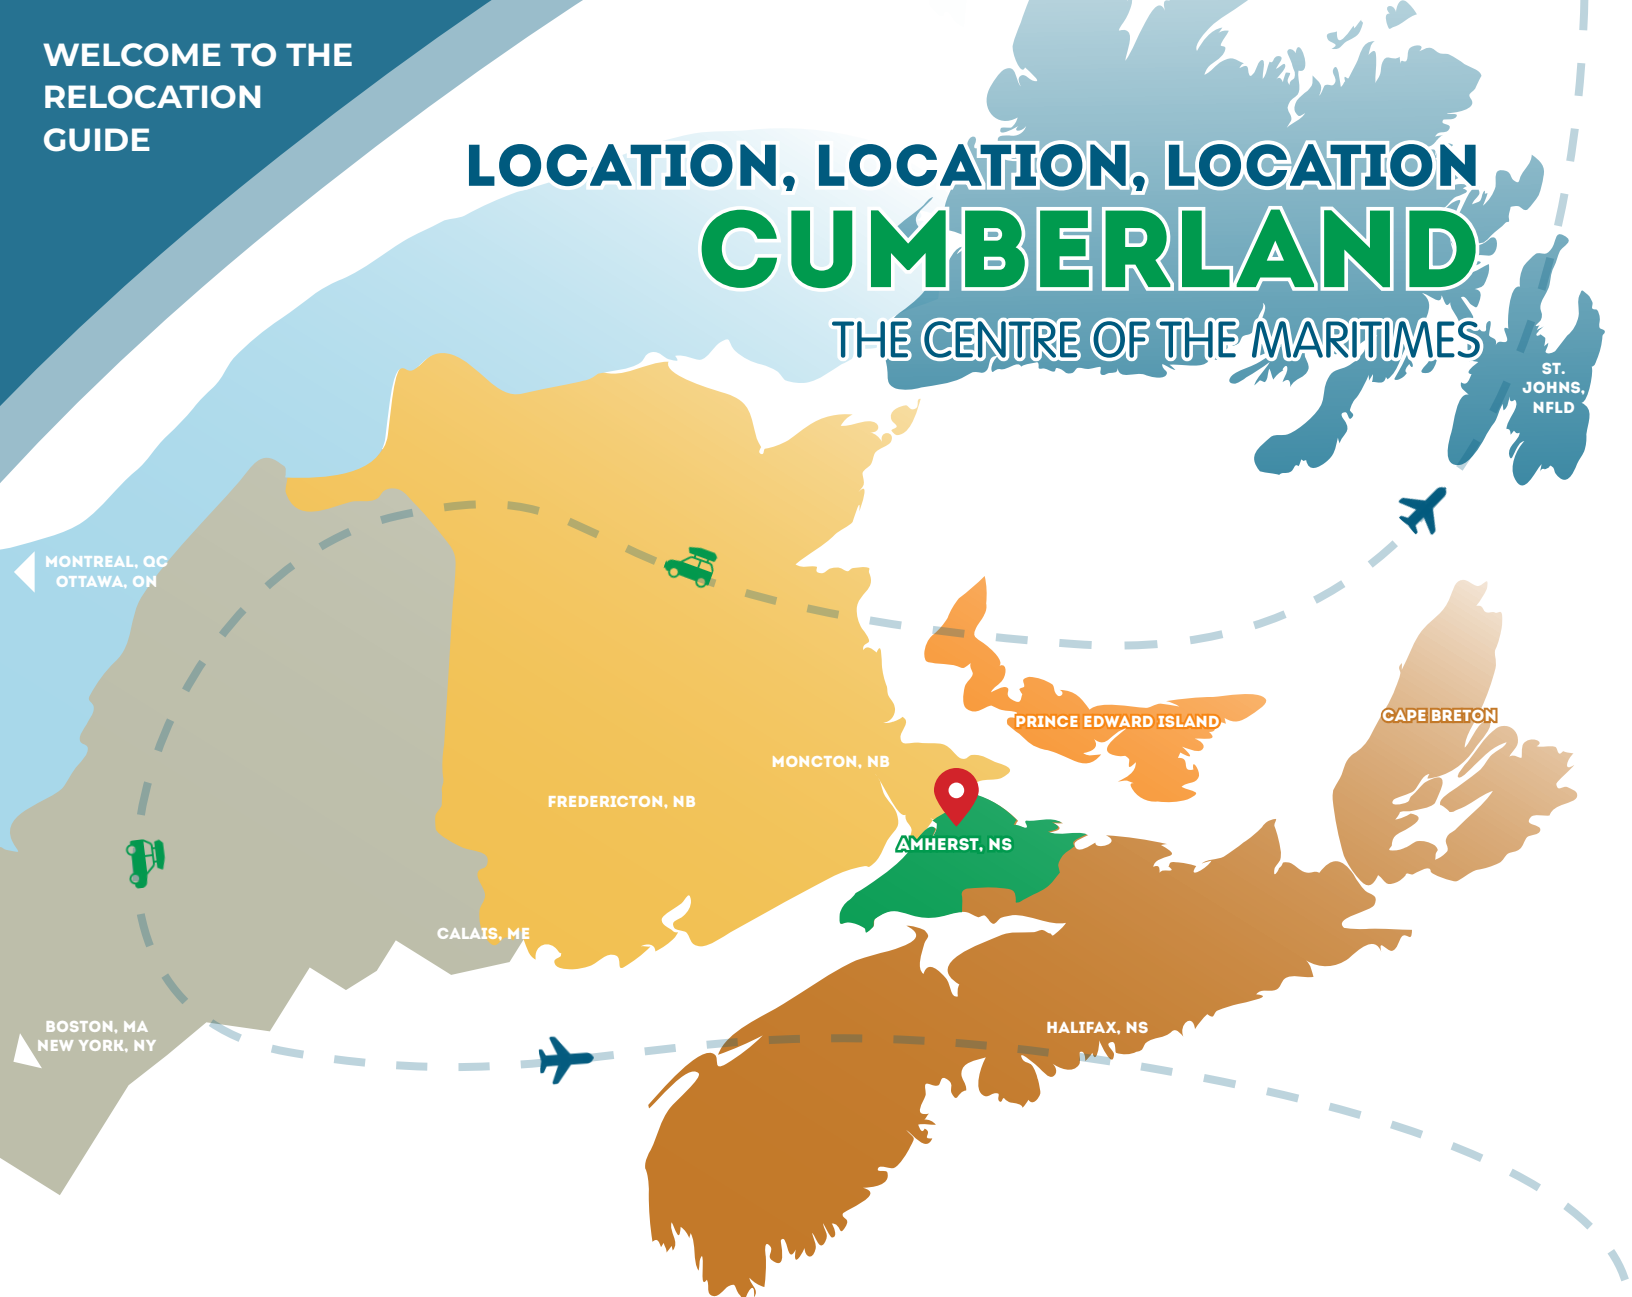 WELCOME TO THE
RELOCATION
GUIDE
LOCATION, LOCATION, LOCATION
CUMBERLAND
THE CENTRE OF THE MARITIMES
ST.
JOHNS,
NFLD
MONTREAL, QC
OTTAWA, ON
PRINCE EDWARD ISLAND
CAPE BRETON
MONCTON, NB
FREDERICTON, NB
AMHERST, NS
CALAIS, ME
BOSTON, MA
NEW YORK, NY
HALIFAX, NS